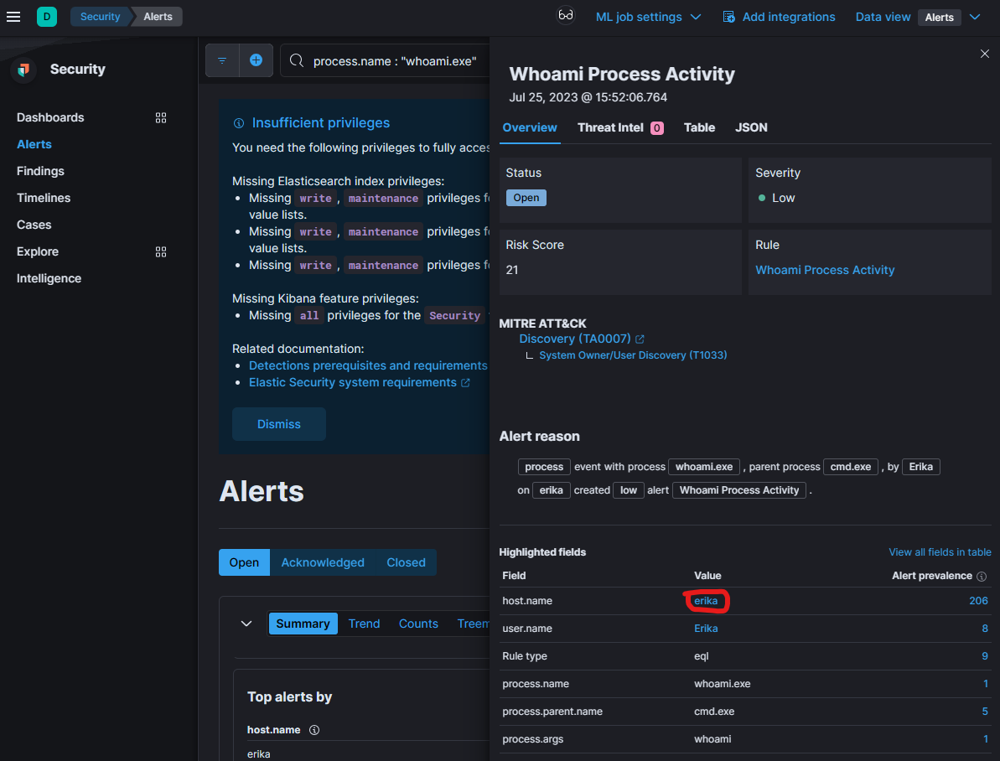 D Security Alerts ML job settings Add integrations Data view Alerts
Security
Dashboards
Alerts
Findings
Timelines
Cases
Explore
Intelligence
process.name : "whoami.exe"
Insufficient privileges
You need the following privileges to fully acces
Missing Elasticsearch index privileges:
• Missing write , maintenance privileges f
value lists.
• Missing write , maintenance privileges f
value lists.
• Missing write , maintenance privileges f
Missing Kibana feature privileges:
• Missing all privileges for the Security
Related documentation:
• Detections prerequisites and requirements
• Elastic Security system requirements
Dismiss
Alerts
Open Acknowledged Closed
Summary Trend Counts Treem
Top alerts by
host.name
erika
Whoami Process Activity
Jul 25, 2023 @ 15:52:06.764
Overview Threat Intel 0 Table JSON
Status
Open
Severity
Low
Risk Score
21
Rule
Whoami Process Activity
MITRE ATT&CK
Discovery (TA0007)
System Owner/User Discovery (T1033)
Alert reason
process event with process whoami.exe , parent process cmd.exe , by Erika
on erika created low alert Whoami Process Activity .
Highlighted fields View all fields in table
Field Value Alert prevalence
host.name erika 206
user.name Erika 8
Rule type eql 9
process.name whoami.exe 1
process.parent.name cmd.exe 5
process.args whoami 1